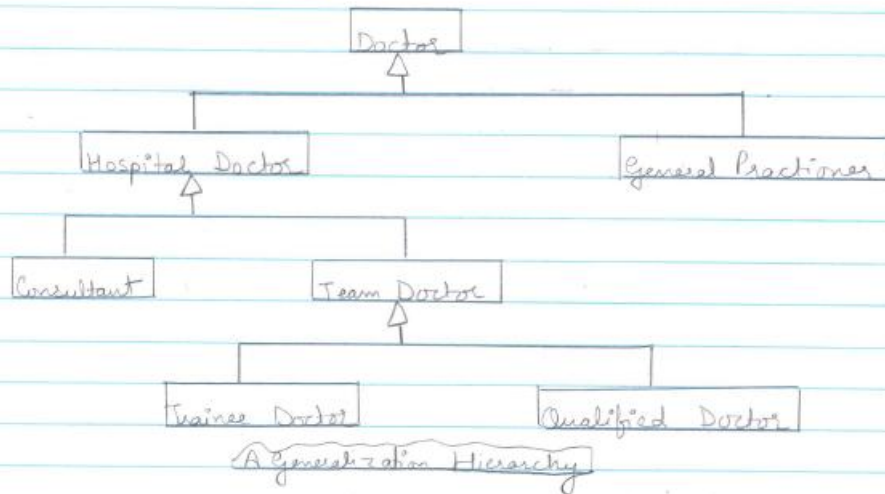 Doctor
Hospital Doctor
General Practioner
Consultant
Team Doctor
Trainee Doctor
Qualified Doctor
A Generalization Hierarchy